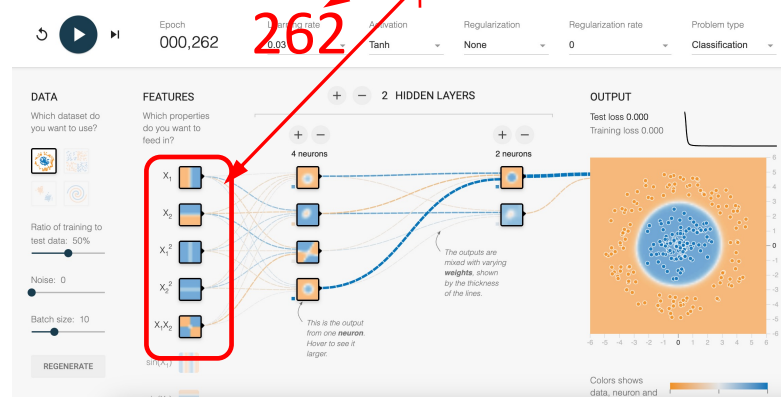 Epoch
000,262
Learning rate
0.03
262
Activation
Tanh
Regularization
None
Regularization rate
0
Problem type
Classification
DATA
Which dataset do
you want to use?
Ratio of training to
test data: 50%
Noise: 0
Batch size: 10
REGENERATE
FEATURES
Which properties
do you want to
feed in?
X₁
X₂
X₁²
X₂²
X₁X₂
sin(X₁)
+ − 2 HIDDEN LAYERS
+ −
4 neurons
+ −
2 neurons
This is the output
from one neuron.
Hover to see it
larger.
The outputs are
mixed with varying
weights, shown
by the thickness
of the lines.
OUTPUT
Test loss 0.000
Training loss 0.000
6
5
4
3
2
1
0
-1
-2
-3
-4
-5
-6
-6 -5 -4 -3 -2 -1 0 1 2 3 4 5 6
Colors shows
data, neuron and